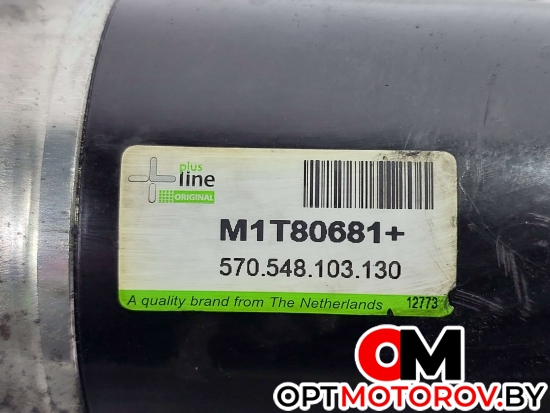 plus
line
ORIGINAL
M1T80681+
570.548.103.130
A quality brand from The Netherlands 12773
OM
OPTMOTOROV.BY